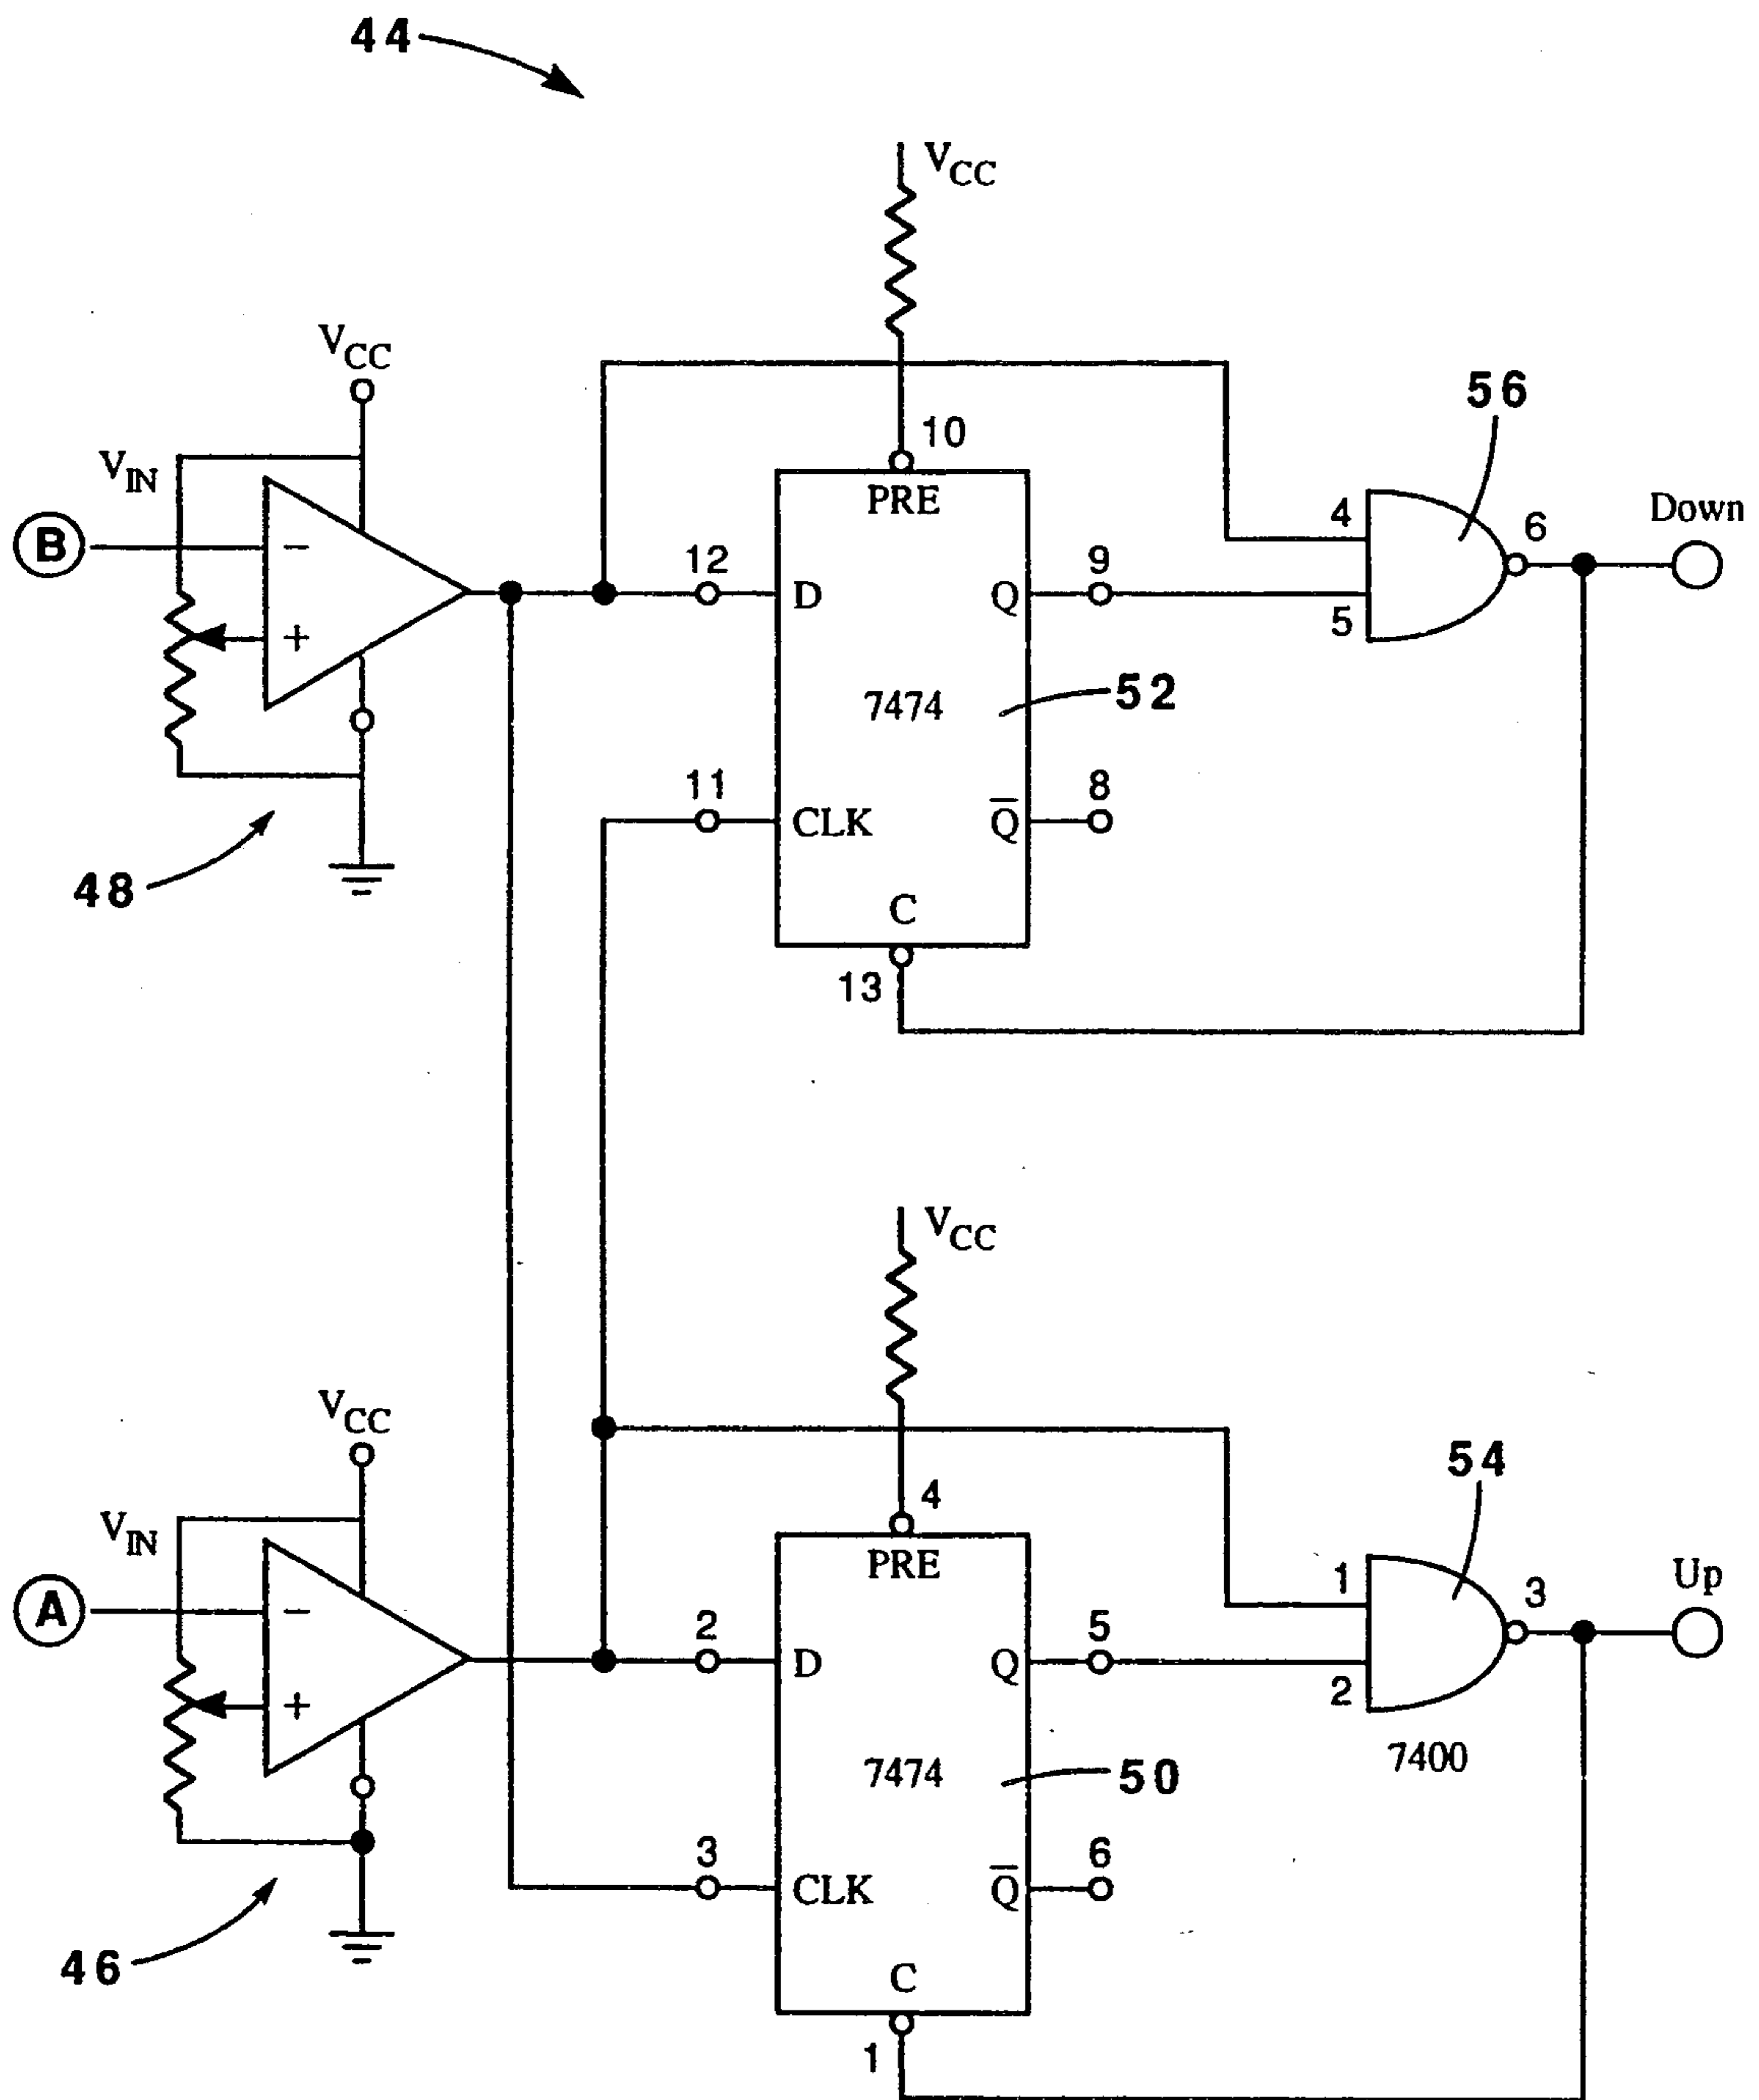 44
VCC
VCC
56
VIN
10
B
−
PRE
4
6
Down
12
9
D
Q
+
5
7474
52
11
8
CLK
Q̅
48
C
13
VCC
VCC
54
VIN
4
Up
A
−
PRE
1
3
2
5
D
Q
+
2
7400
7474
50
3
6
CLK
Q̅
46
C
1